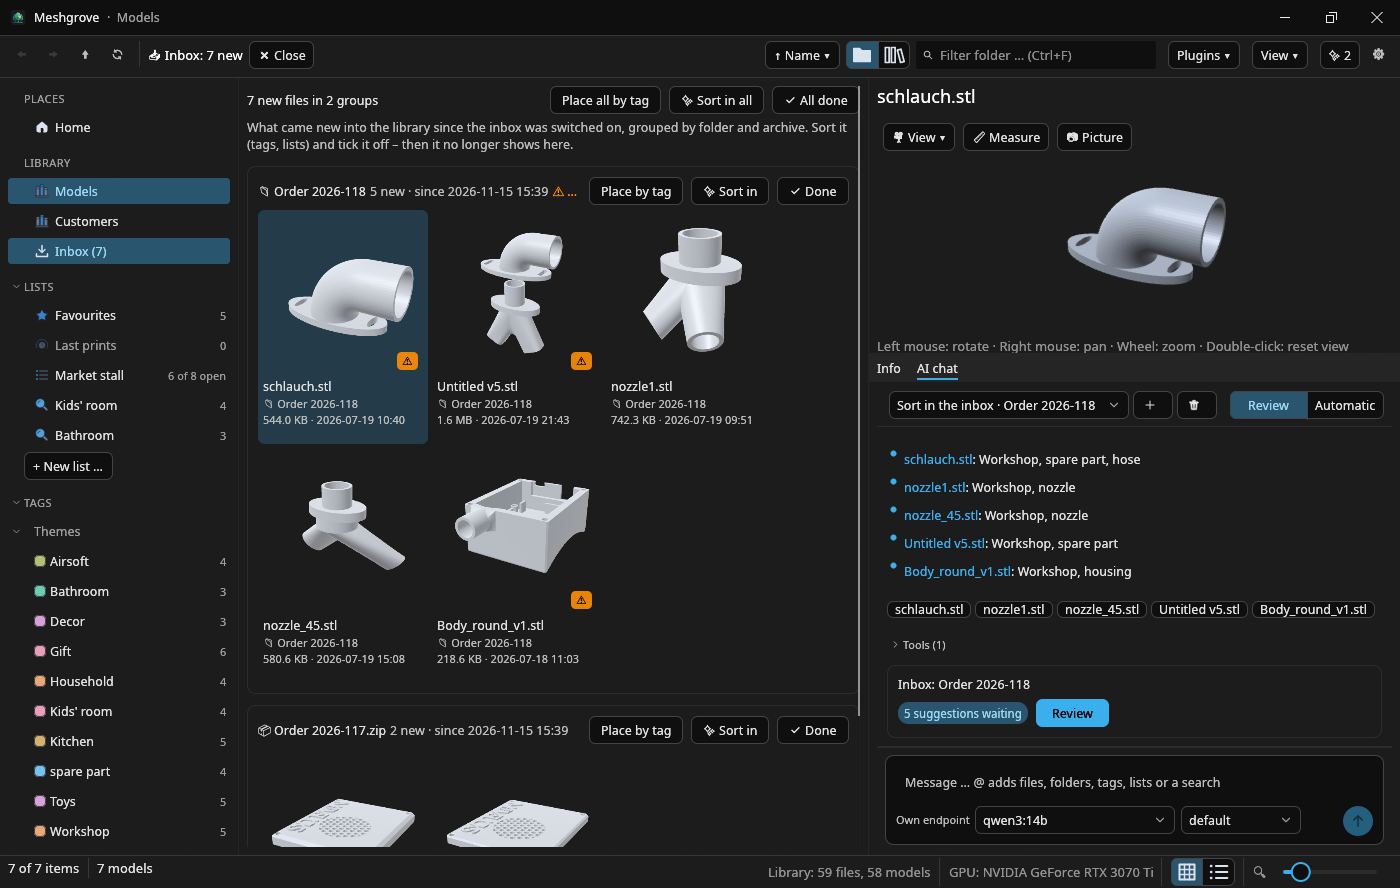 Meshgrove · Models
Inbox: 7 new
Close
↑ Name
Filter folder ... (Ctrl+F)
Plugins
View
2
PLACES
Home
LIBRARY
Models
Customers
Inbox (7)
LISTS
Favourites 5
Last prints 0
Market stall 6 of 8 open
Kids' room 4
Bathroom 3
+ New list ...
TAGS
Themes
Airsoft 4
Bathroom 3
Decor 3
Gift 6
Household 4
Kids' room 4
Kitchen 5
spare part 4
Toys 5
Workshop 5
7 new files in 2 groups
Place all by tag
Sort in all
All done
What came new into the library since the inbox was switched on, grouped by folder and archive. Sort it
(tags, lists) and tick it off – then it no longer shows here.
Order 2026-118 5 new · since 2026-11-15 15:39 ⚠ ...
Place by tag
Sort in
Done
schlauch.stl
Order 2026-118
544.0 KB · 2026-07-19 10:40
Untitled v5.stl
Order 2026-118
1.6 MB · 2026-07-19 21:43
nozzle1.stl
Order 2026-118
742.3 KB · 2026-07-19 09:51
nozzle_45.stl
Order 2026-118
580.6 KB · 2026-07-19 15:08
Body_round_v1.stl
Order 2026-118
218.6 KB · 2026-07-18 11:03
Order 2026-117.zip 2 new · since 2026-11-15 15:39
Place by tag
Sort in
Done
schlauch.stl
View
Measure
Picture
Left mouse: rotate · Right mouse: pan · Wheel: zoom · Double-click: reset view
Info
AI chat
Sort in the inbox · Order 2026-118
Review
Automatic
schlauch.stl: Workshop, spare part, hose
nozzle1.stl: Workshop, nozzle
nozzle_45.stl: Workshop, nozzle
Untitled v5.stl: Workshop, spare part
Body_round_v1.stl: Workshop, housing
schlauch.stl
nozzle1.stl
nozzle_45.stl
Untitled v5.stl
Body_round_v1.stl
Tools (1)
Inbox: Order 2026-118
5 suggestions waiting
Review
Message ... @ adds files, folders, tags, lists or a search
Own endpoint
qwen3:14b
default
7 of 7 items
7 models
Library: 59 files, 58 models
GPU: NVIDIA GeForce RTX 3070 Ti